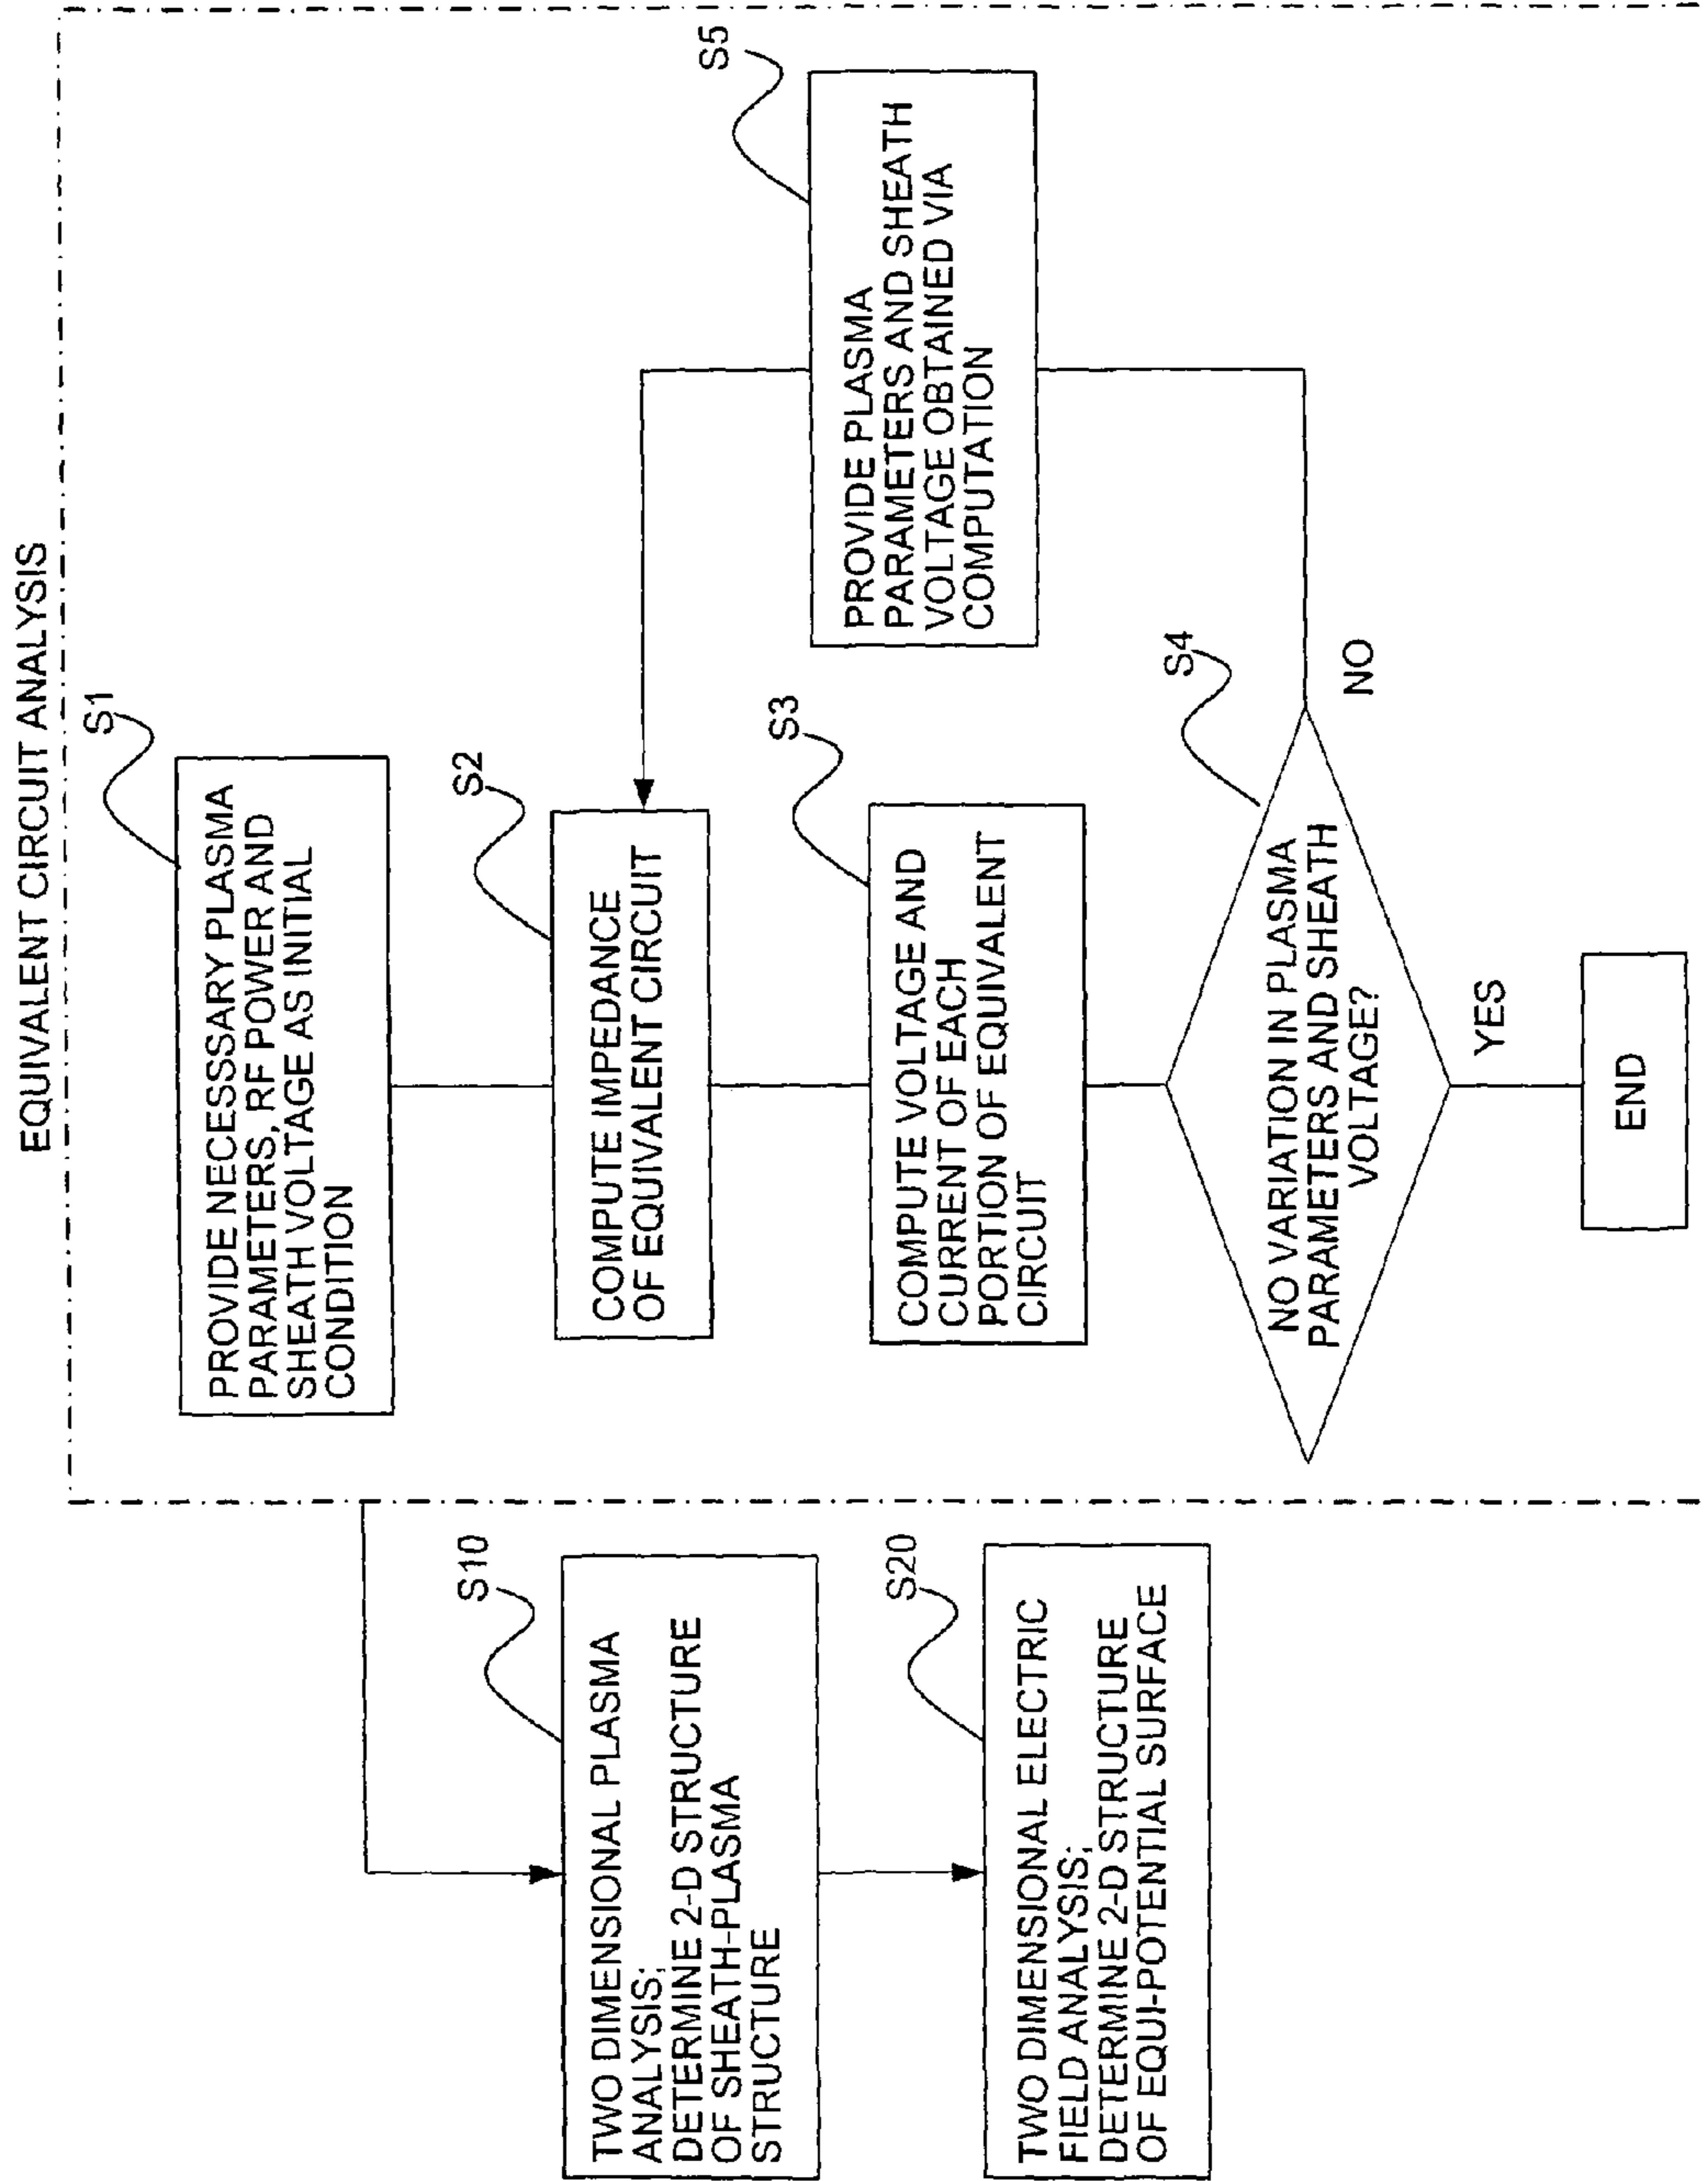 EQUIVALENT CIRCUIT ANALYSIS
S1
PROVIDE NECESSARY PLASMA
PARAMETERS, RF POWER AND
SHEATH VOLTAGE AS INITIAL
CONDITION
S2
COMPUTE IMPEDANCE
OF EQUIVALENT CIRCUIT
S3
COMPUTE VOLTAGE AND
CURRENT OF EACH
PORTION OF EQUIVALENT
CIRCUIT
S4
NO VARIATION IN PLASMA
PARAMETERS AND SHEATH
VOLTAGE?
NO
YES
END
S5
PROVIDE PLASMA
PARAMETERS AND SHEATH
VOLTAGE OBTAINED VIA
COMPUTATION
S10
TWO DIMENSIONAL PLASMA
ANALYSIS;
DETERMINE 2-D STRUCTURE
OF SHEATH-PLASMA
STRUCTURE
S20
TWO DIMENSIONAL ELECTRIC
FIELD ANALYSIS;
DETERMINE 2-D STRUCTURE
OF EQUI-POTENTIAL SURFACE